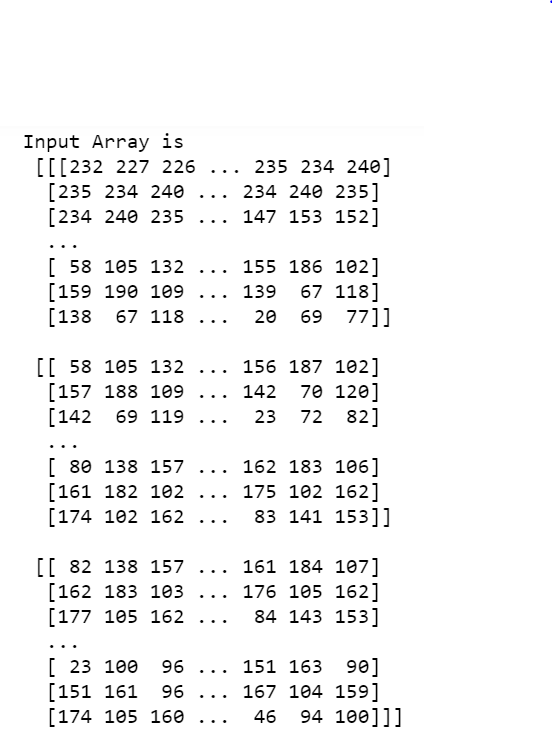 Input Array is
[[[232 227 226 ... 235 234 240]
[235 234 240 ... 234 240 235]
[234 240 235 ... 147 153 152]
...
[ 58 105 132 ... 155 186 102]
[159 190 109 ... 139  67 118]
[138  67 118 ...  20  69  77]]

[[ 58 105 132 ... 156 187 102]
[157 188 109 ... 142  70 120]
[142  69 119 ...  23  72  82]
...
[ 80 138 157 ... 162 183 106]
[161 182 102 ... 175 102 162]
[174 102 162 ...  83 141 153]]

[[ 82 138 157 ... 161 184 107]
[162 183 103 ... 176 105 162]
[177 105 162 ...  84 143 153]
...
[ 23 100  96 ... 151 163  90]
[151 161  96 ... 167 104 159]
[174 105 160 ...  46  94 100]]]